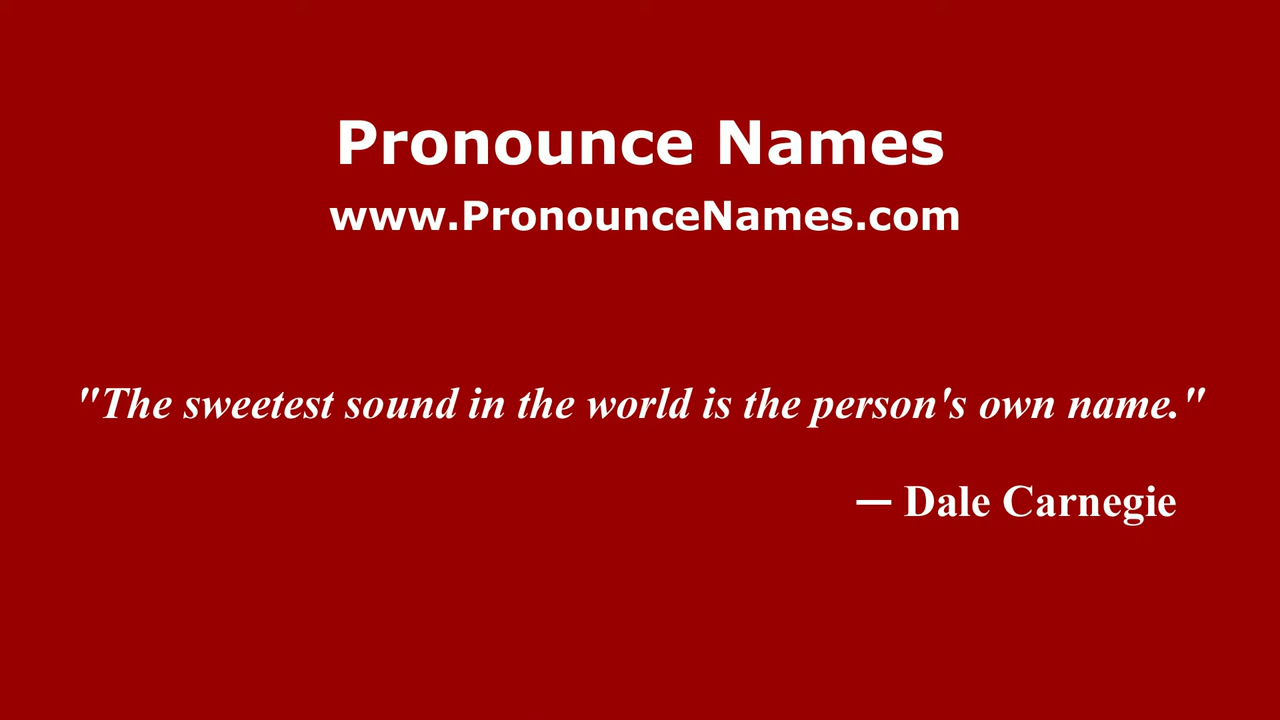 Pronounce Names
www.PronounceNames.com
"The sweetest sound in the world is the person's own name."
— Dale Carnegie